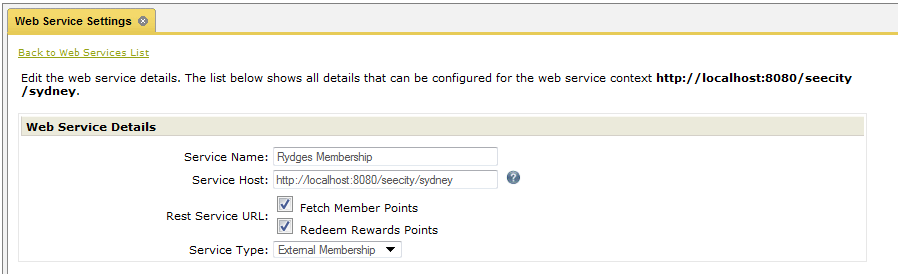 Web Service Settings
Back to Web Services List
Edit the web service details. The list below shows all details that can be configured for the web service context http://localhost:8080/seecity
/sydney.
Web Service Details
Service Name: Rydges Membership
Service Host: http://localhost:8080/seecity/sydney ?
Rest Service URL: Fetch Member Points
Redeem Rewards Points
Service Type: External Membership